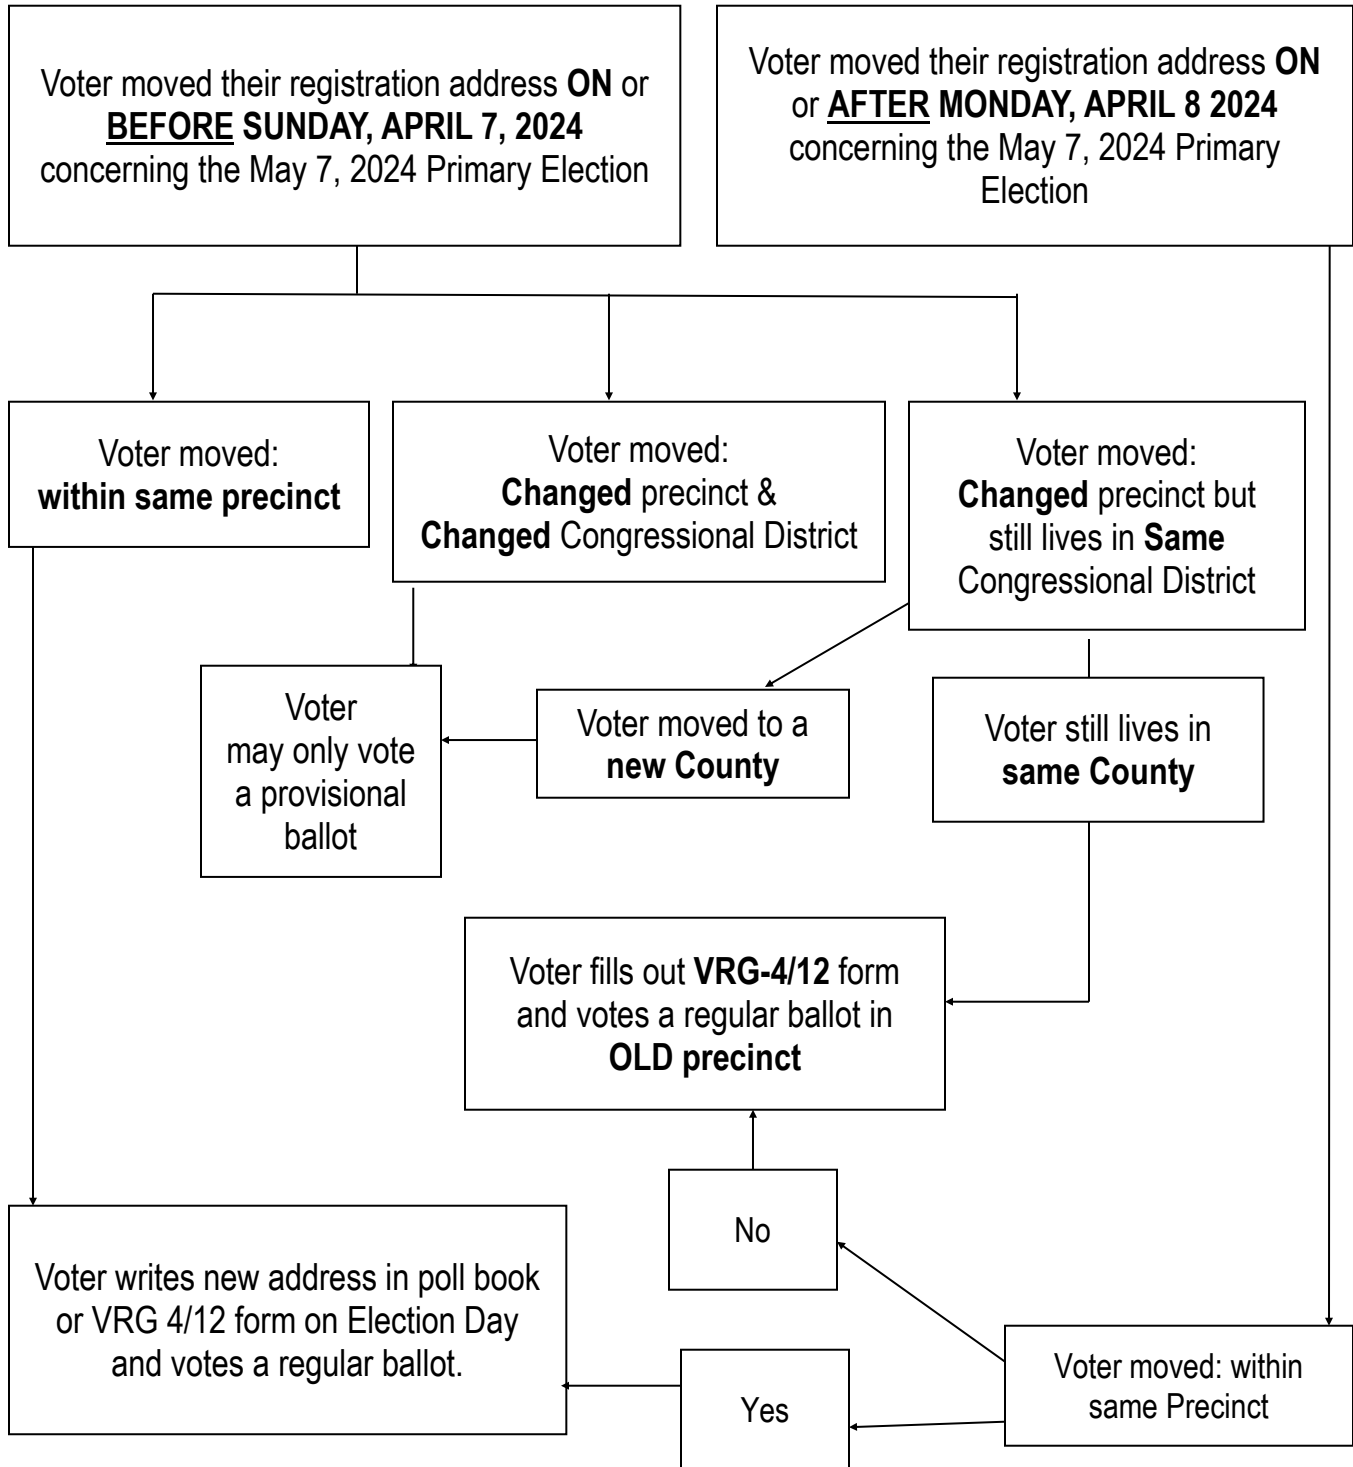 Voter moved their registration address ON or
BEFORE SUNDAY, APRIL 7, 2024
concerning the May 7, 2024 Primary Election
Voter moved their registration address ON
or AFTER MONDAY, APRIL 8 2024
concerning the May 7, 2024 Primary
Election
Voter moved:
within same precinct
Voter moved:
Changed precinct &
Changed Congressional District
Voter moved:
Changed precinct but
still lives in Same
Congressional District
Voter
may only vote
a provisional
ballot
Voter moved to a
new County
Voter still lives in
same County
Voter fills out VRG-4/12 form
and votes a regular ballot in
OLD precinct
No
Voter writes new address in poll book
or VRG 4/12 form on Election Day
and votes a regular ballot.
Yes
Voter moved: within
same Precinct